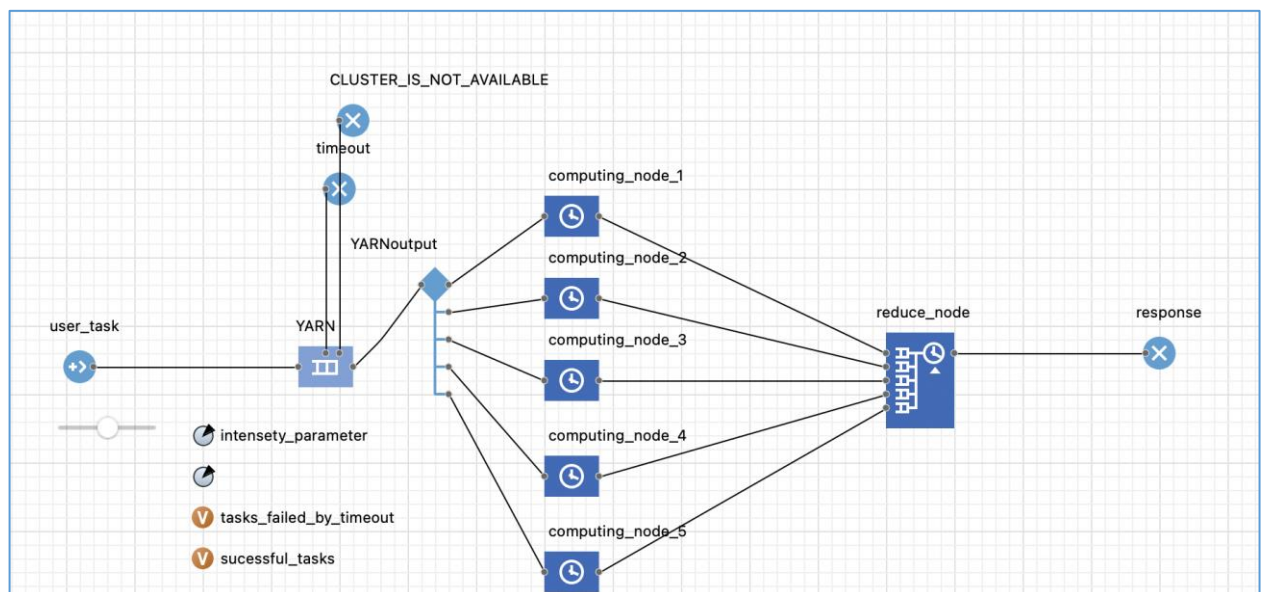 CLUSTER_IS_NOT_AVAILABLE
timeout
computing_node_1
YARNoutput
computing_node_2
user_task
YARN
reduce_node
response
computing_node_3
intensety_parameter
computing_node_4
tasks_failed_by_timeout
computing_node_5
sucessful_tasks
V
V